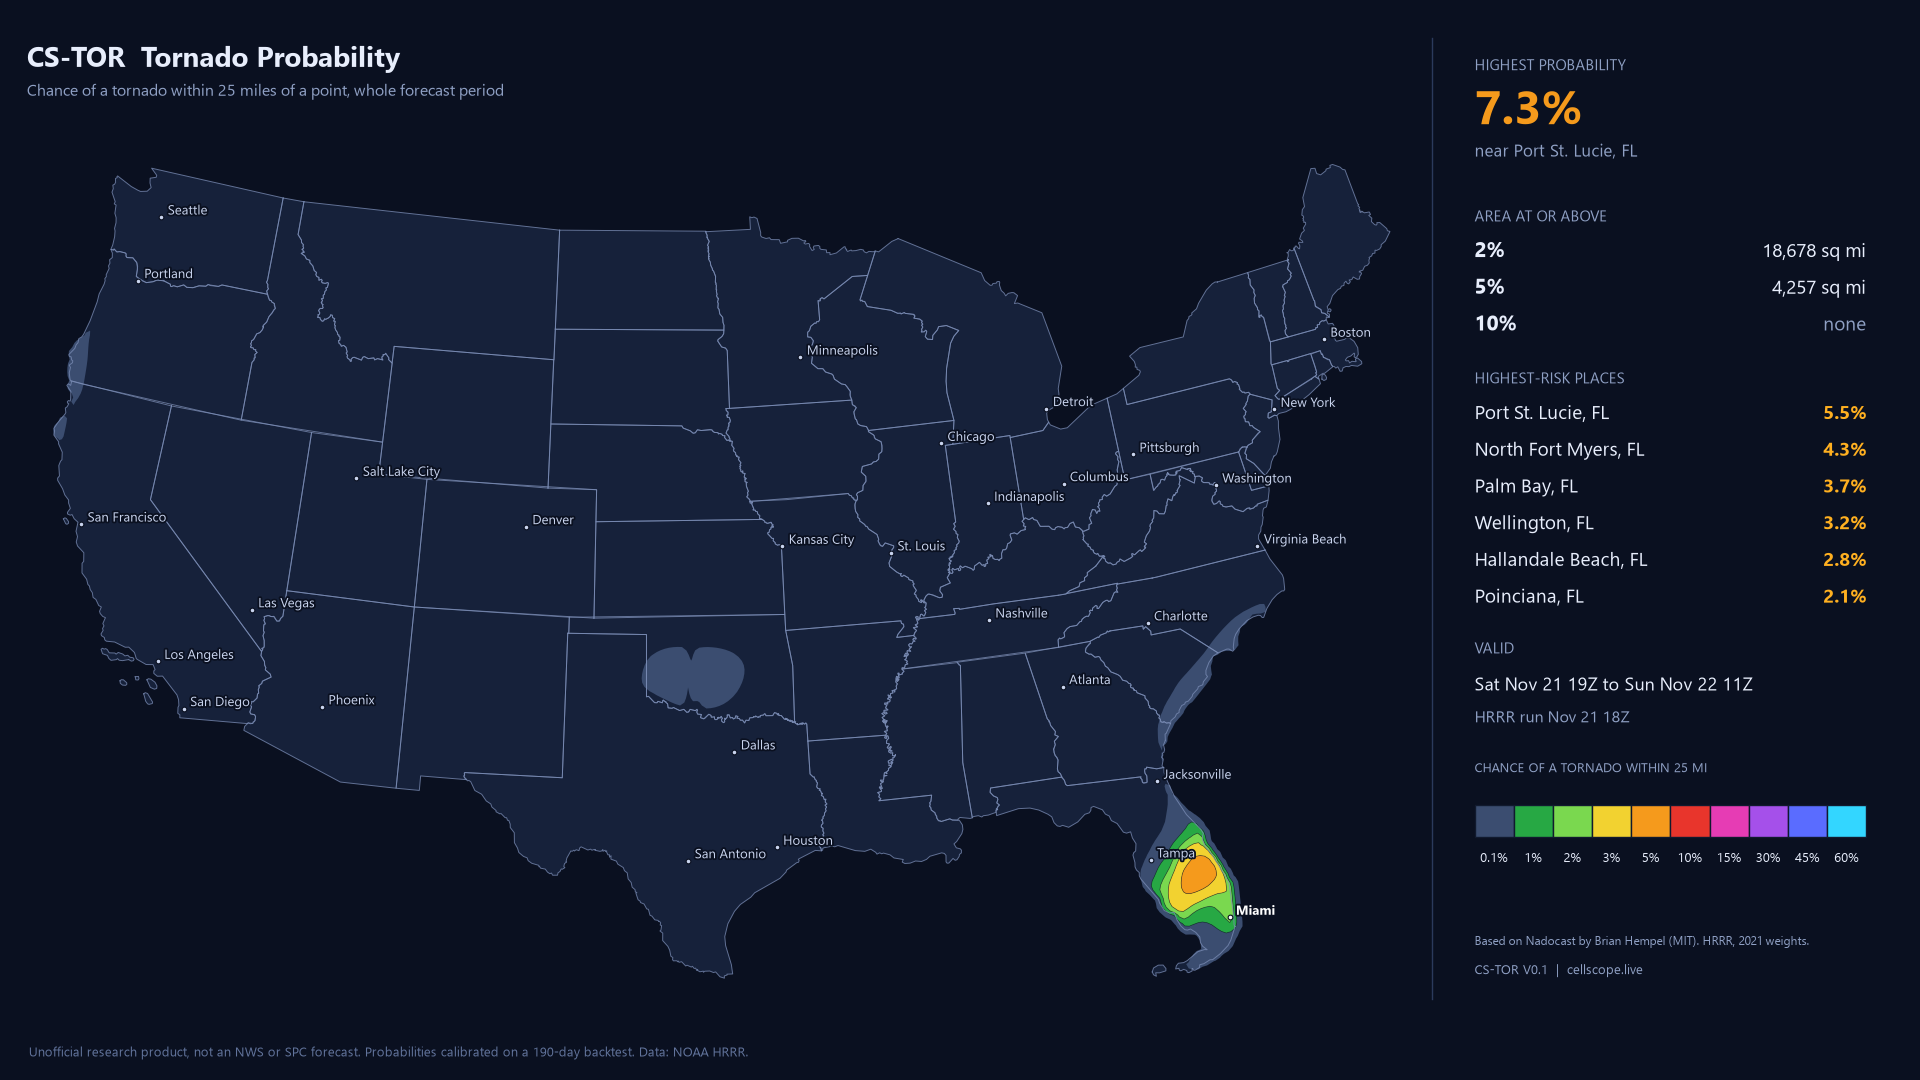 CS-TOR  Tornado Probability
Chance of a tornado within 25 miles of a point, whole forecast period
Seattle
Portland
Minneapolis
Boston
Detroit
New York
Chicago
Pittsburgh
Salt Lake City
Columbus
Washington
Indianapolis
San Francisco
Denver
Kansas City
St. Louis
Virginia Beach
Las Vegas
Nashville
Charlotte
Los Angeles
Atlanta
San Diego
Phoenix
Dallas
Jacksonville
Houston
San Antonio
Tampa
Miami
HIGHEST PROBABILITY
7.3%
near Port St. Lucie, FL
AREA AT OR ABOVE
2% 18,678 sq mi
5% 4,257 sq mi
10% none
HIGHEST-RISK PLACES
Port St. Lucie, FL 5.5%
North Fort Myers, FL 4.3%
Palm Bay, FL 3.7%
Wellington, FL 3.2%
Hallandale Beach, FL 2.8%
Poinciana, FL 2.1%
VALID
Sat Nov 21 19Z to Sun Nov 22 11Z
HRRR run Nov 21 18Z
CHANCE OF A TORNADO WITHIN 25 MI
0.1% 1% 2% 3% 5% 10% 15% 30% 45% 60%
Based on Nadocast by Brian Hempel (MIT). HRRR, 2021 weights.
CS-TOR V0.1 | cellscope.live
Unofficial research product, not an NWS or SPC forecast. Probabilities calibrated on a 190-day backtest. Data: NOAA HRRR.